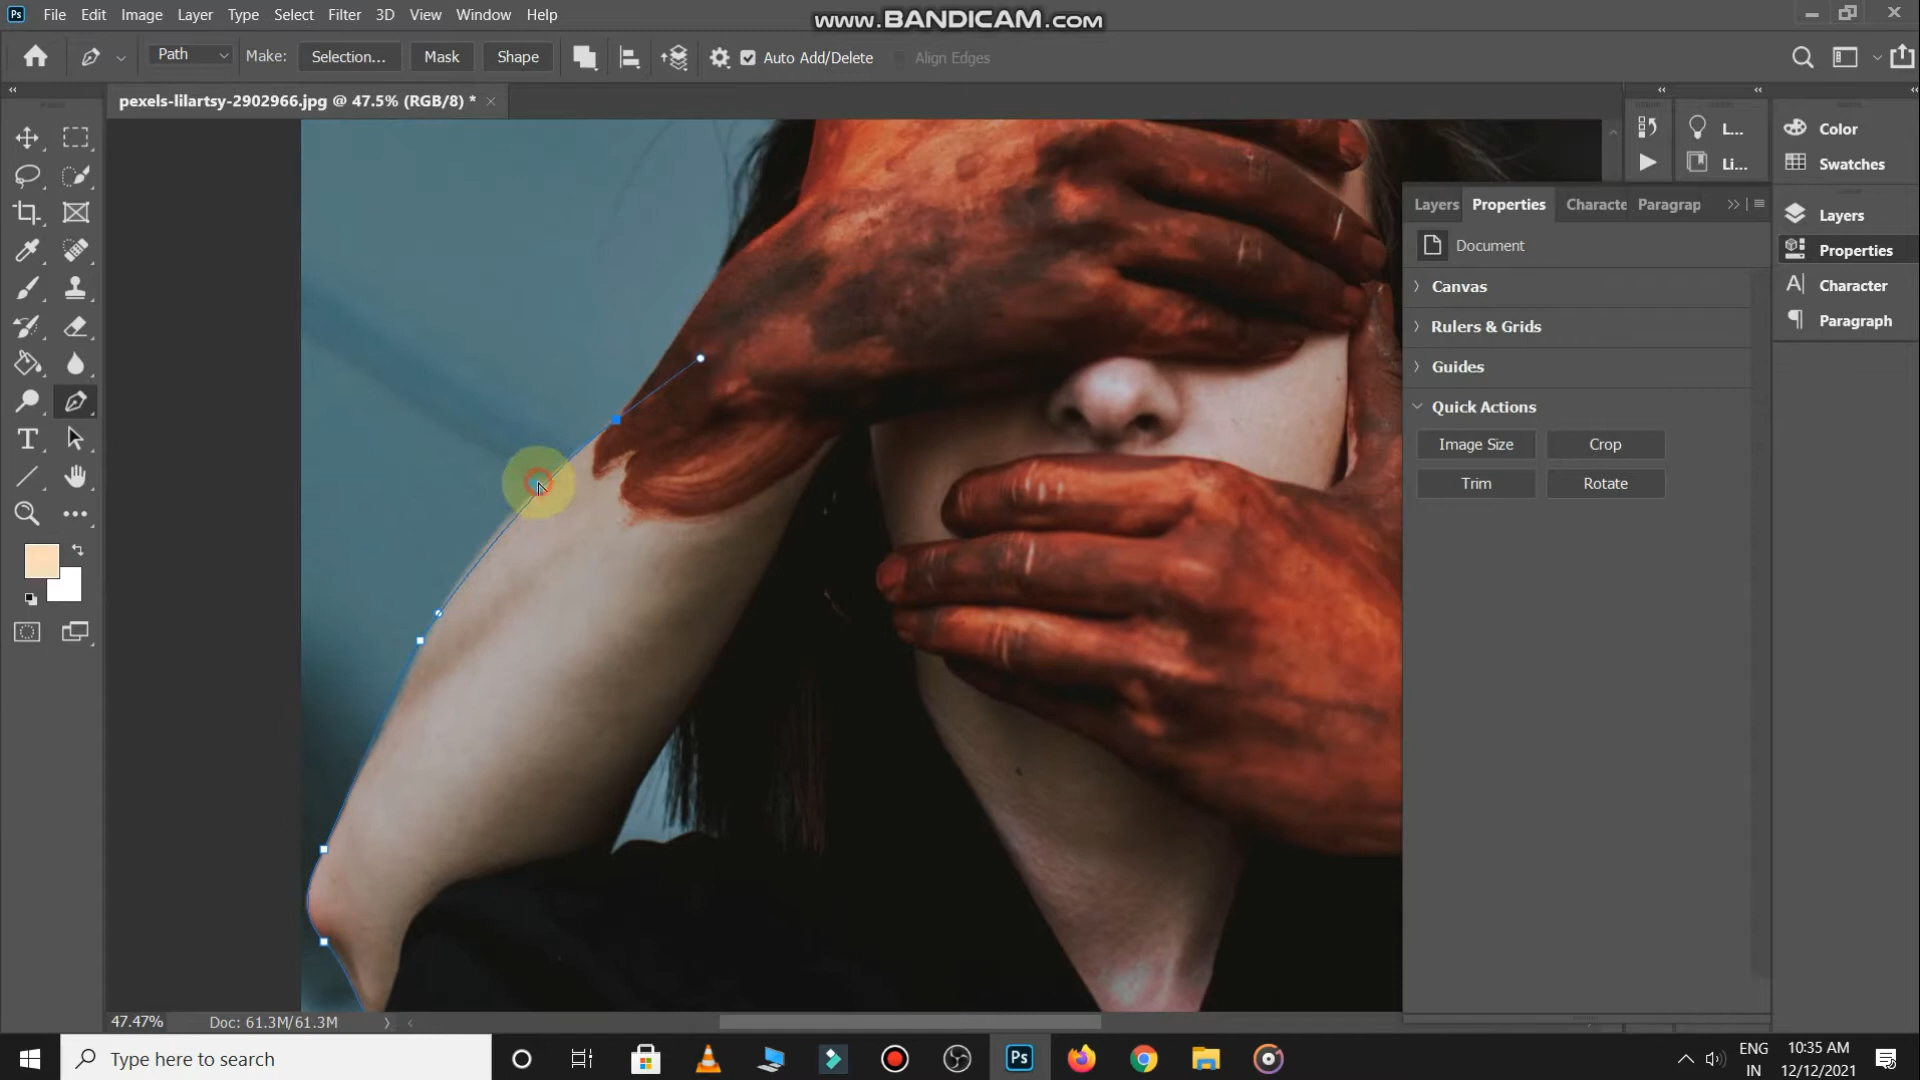 www.BANDICAM.com
Ps File Edit Image Layer Type Select Filter 3D View Window Help
Path Make: Selection... Mask Shape Auto Add/Delete Align Edges
pexels-lilartsy-2902966.jpg @ 47.5% (RGB/8) *
L...
Li...
Color
Swatches
Layers
Properties
Character
Paragraph
Layers Properties Characte Paragrap
Document
Canvas
Rulers & Grids
Guides
Quick Actions
Image Size Crop
Trim Rotate
47.47% Doc: 61.3M/61.3M
Type here to search
Ps
ENG
IN
10:35 AM
12/12/2021